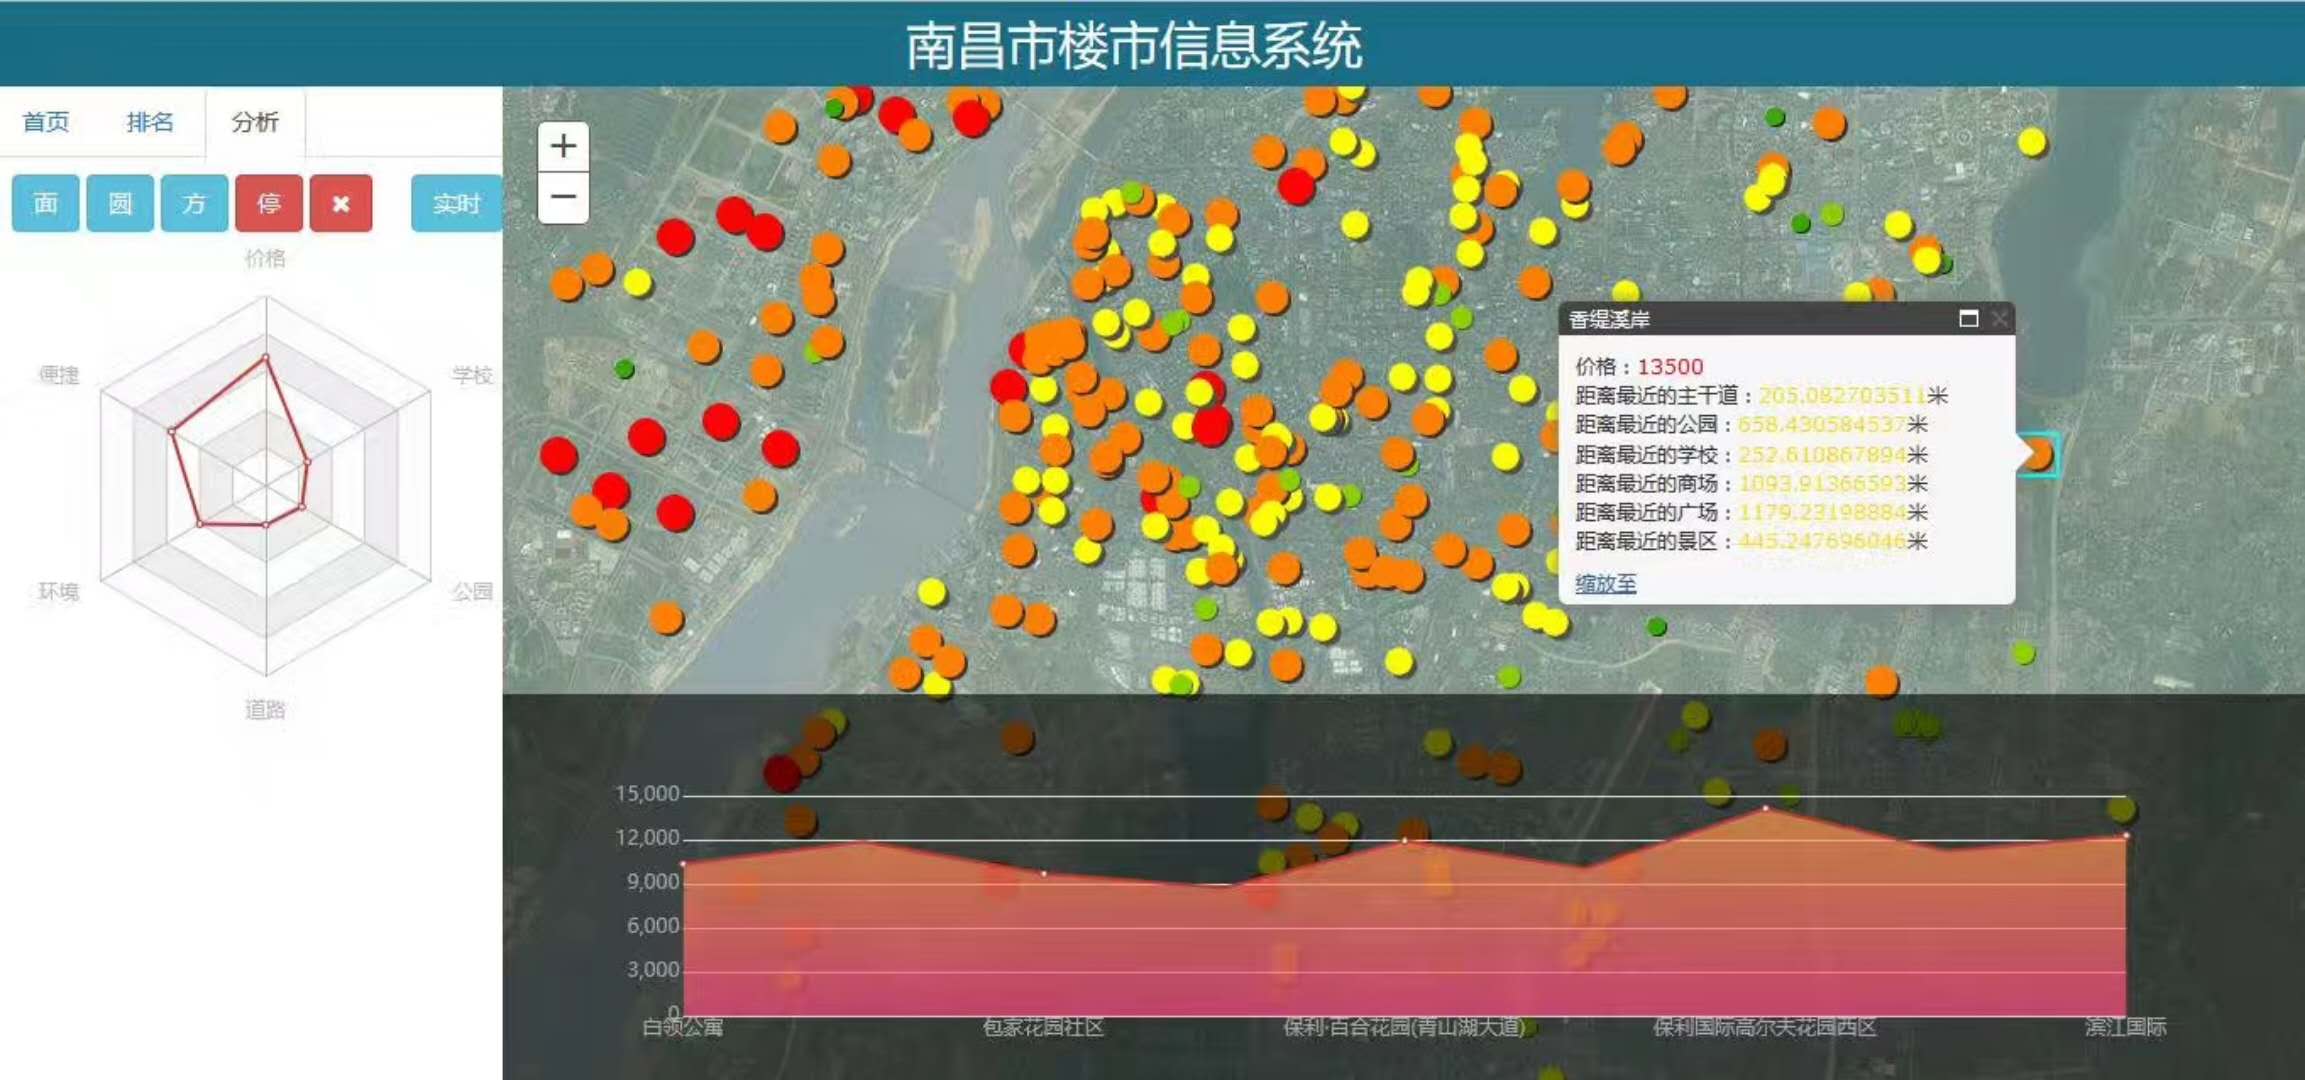 南昌市楼市信息系统
首页 排名 分析
面 圆 方 停 × 实时
+
−
价格
便捷 学校
环境 公园
道路
香缇溪岸
价格：13500
距离最近的主干道：205.082703511米
距离最近的公园：658.430584537米
距离最近的学校：252.610867894米
距离最近的商场：1093.91366593米
距离最近的广场：1179.23198884米
距离最近的景区：445.247696046米
缩放至
15,000
12,000
9,000
6,000
3,000
0
白领公寓 包家花园社区 保利·百合花园(青山湖大道) 保利国际高尔夫花园西区 滨江国际